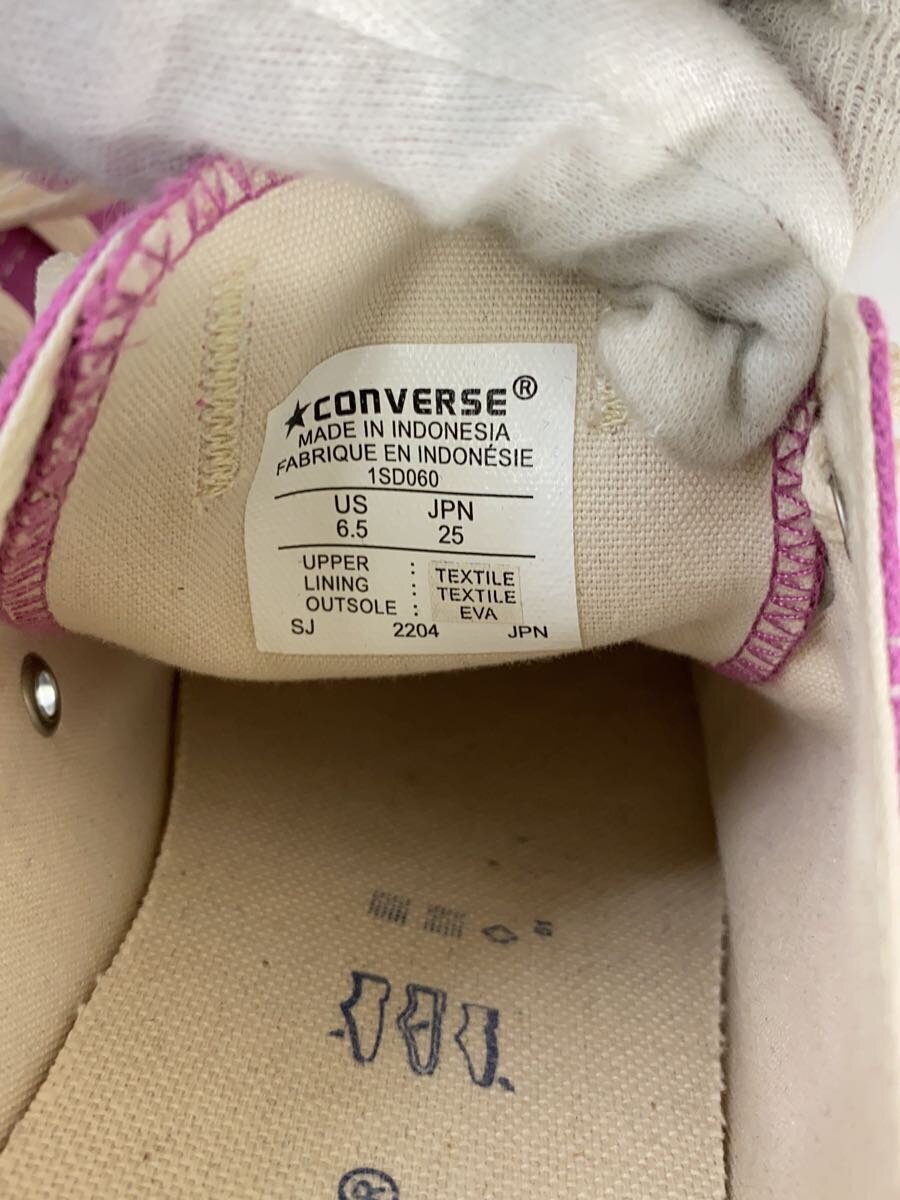 CONVERSE®
MADE IN INDONESIA
FABRIQUE EN INDONÉSIE
1SD060
US JPN
6.5 25
UPPER : TEXTILE
LINING : TEXTILE
OUTSOLE : EVA
SJ 2204 JPN
®